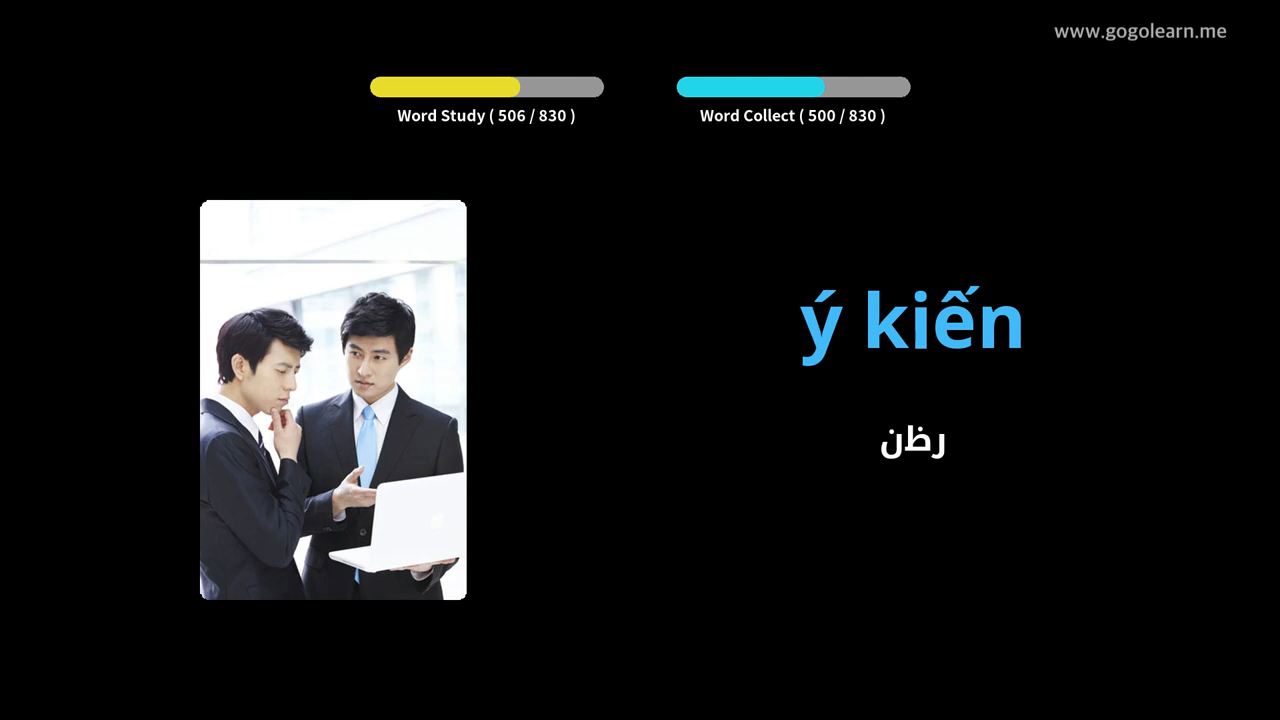 www.gogolearn.me
Word Study ( 506 / 830 )
Word Collect ( 500 / 830 )
ý kiến
رظن